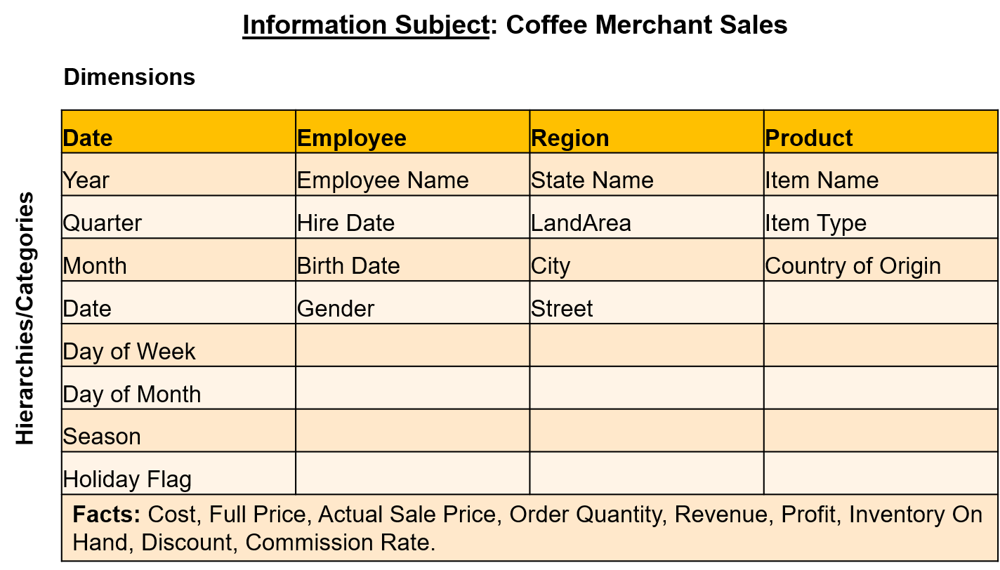 Information Subject: Coffee Merchant Sales
Dimensions
Hierarchies/Categories
Date Employee Region Product
Year Employee Name State Name Item Name
Quarter Hire Date LandArea Item Type
Month Birth Date City Country of Origin
Date Gender Street
Day of Week
Day of Month
Season
Holiday Flag
Facts: Cost, Full Price, Actual Sale Price, Order Quantity, Revenue, Profit, Inventory On
Hand, Discount, Commission Rate.